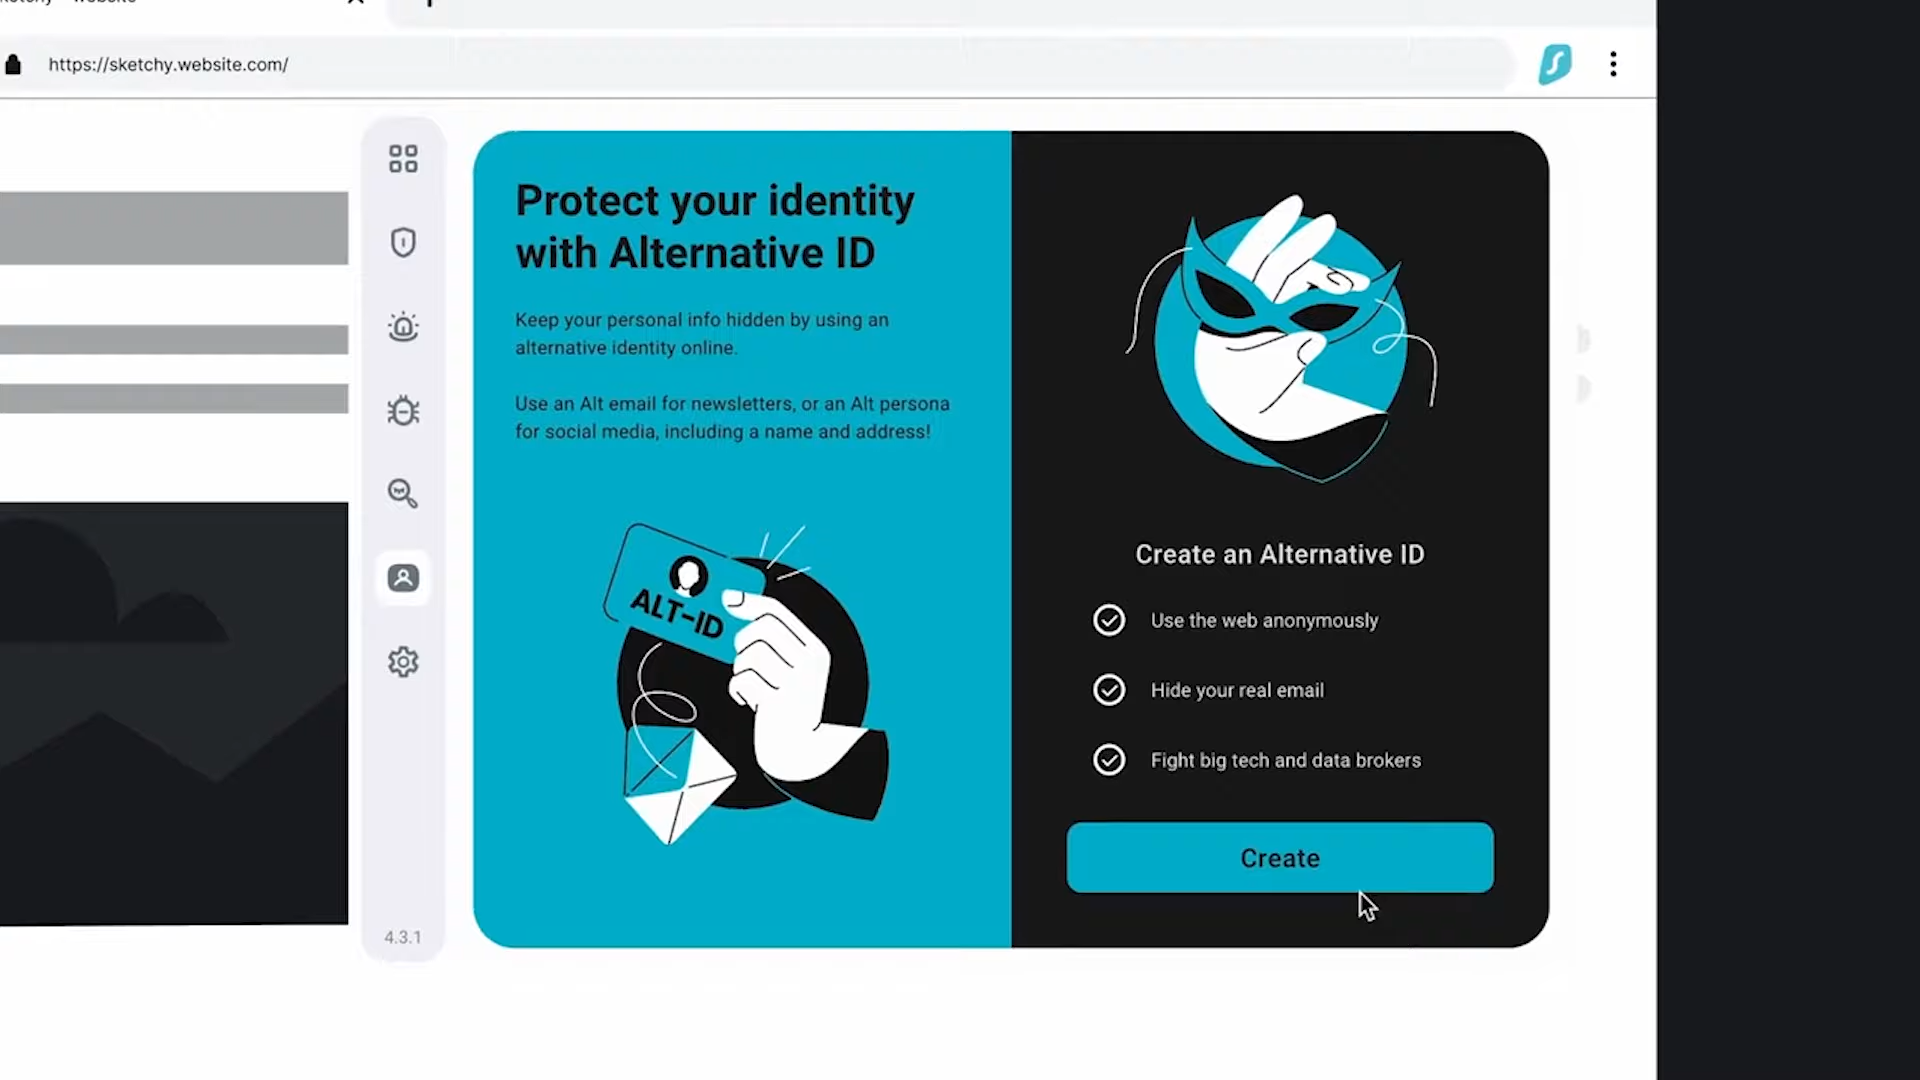 https://sketchy.website.com/
Protect your identity
with Alternative ID
Keep your personal info hidden by using an
alternative identity online.
Use an Alt email for newsletters, or an Alt persona
for social media, including a name and address!
ALT-ID
Create an Alternative ID
Use the web anonymously
Hide your real email
Fight big tech and data brokers
Create
4.3.1